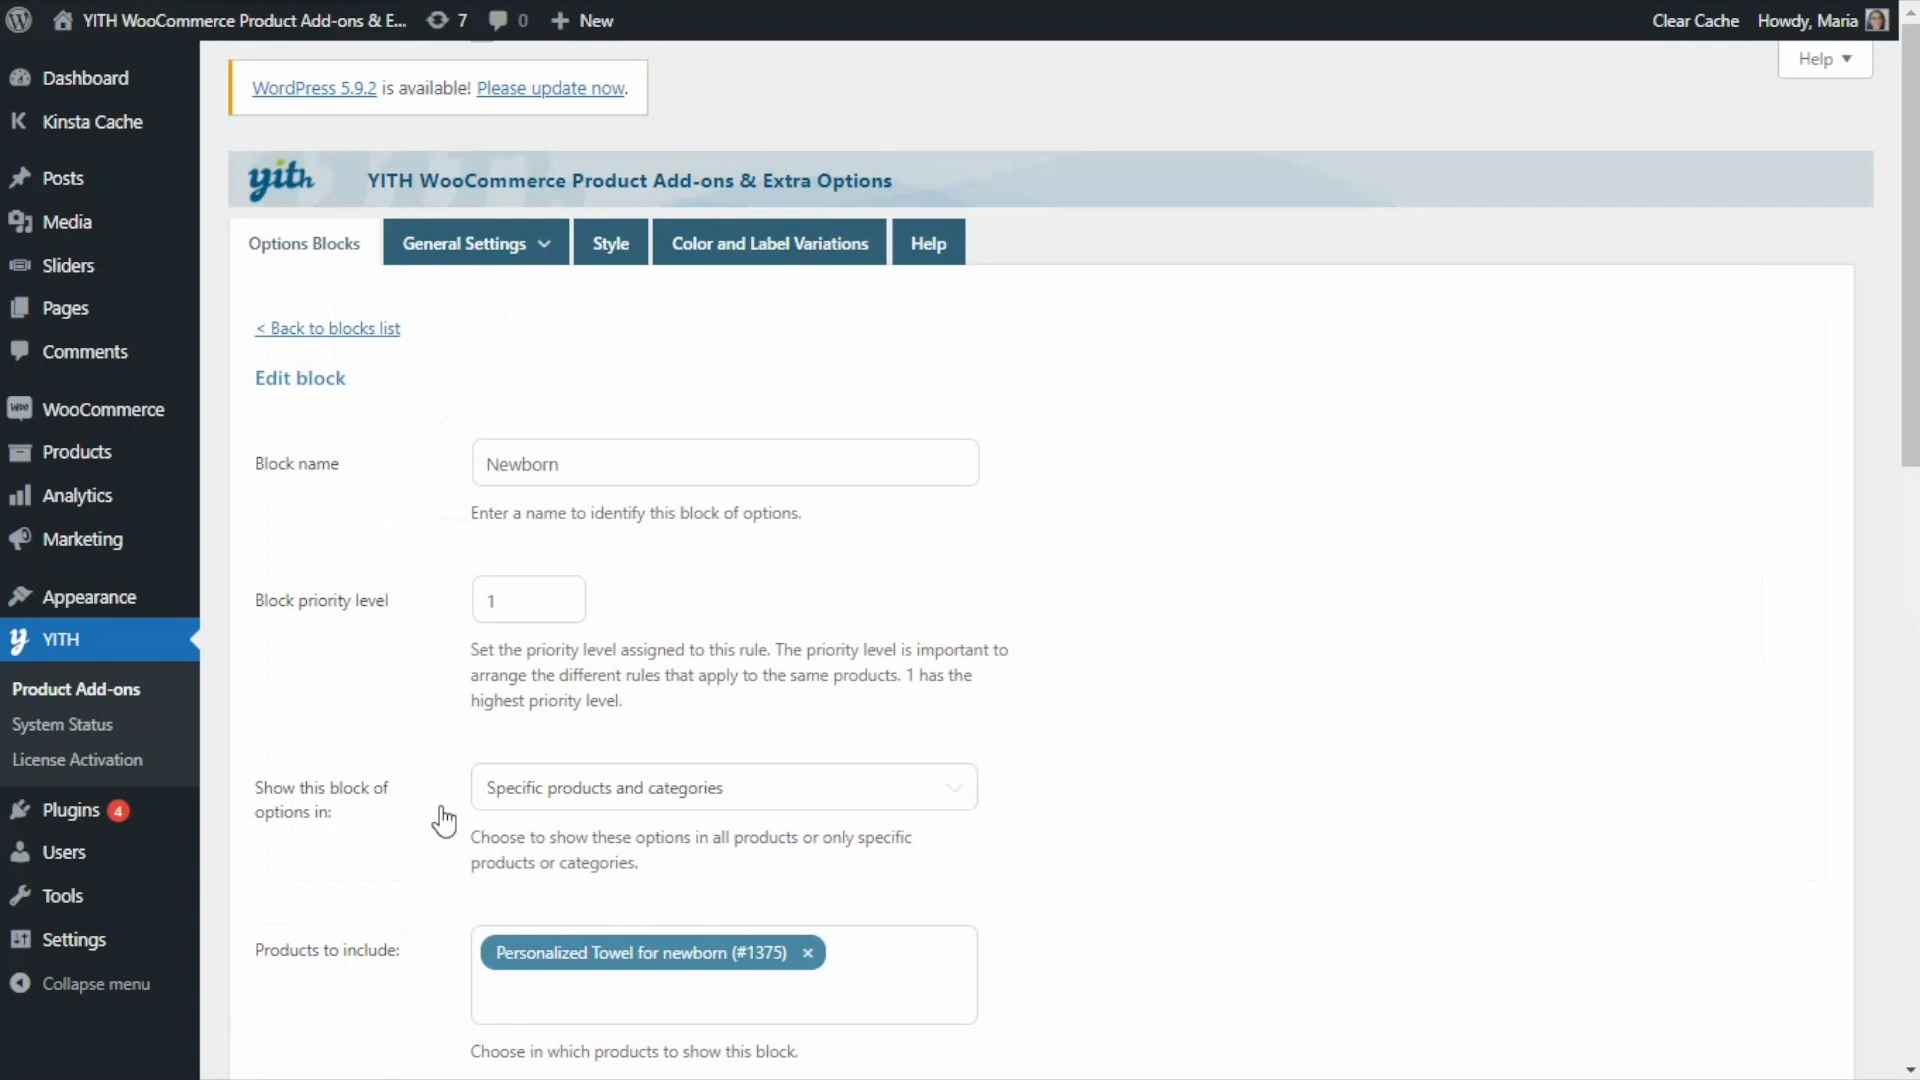 YITH WooCommerce Product Add-ons & E... 7 0 New Clear Cache Howdy, Maria
Help
Dashboard
Kinsta Cache
Posts
Media
Sliders
Pages
Comments
WooCommerce
Products
Analytics
Marketing
Appearance
YITH
Product Add-ons
System Status
License Activation
Plugins 4
Users
Tools
Settings
Collapse menu
WordPress 5.9.2 is available! Please update now.
yith YITH WooCommerce Product Add-ons & Extra Options
Options Blocks General Settings Style Color and Label Variations Help
< Back to blocks list
Edit block
Block name
Newborn
Enter a name to identify this block of options.
Block priority level
1
Set the priority level assigned to this rule. The priority level is important to
arrange the different rules that apply to the same products. 1 has the
highest priority level.
Show this block of
options in:
Specific products and categories
Choose to show these options in all products or only specific
products or categories.
Products to include:
Personalized Towel for newborn (#1375) ×
Choose in which products to show this block.